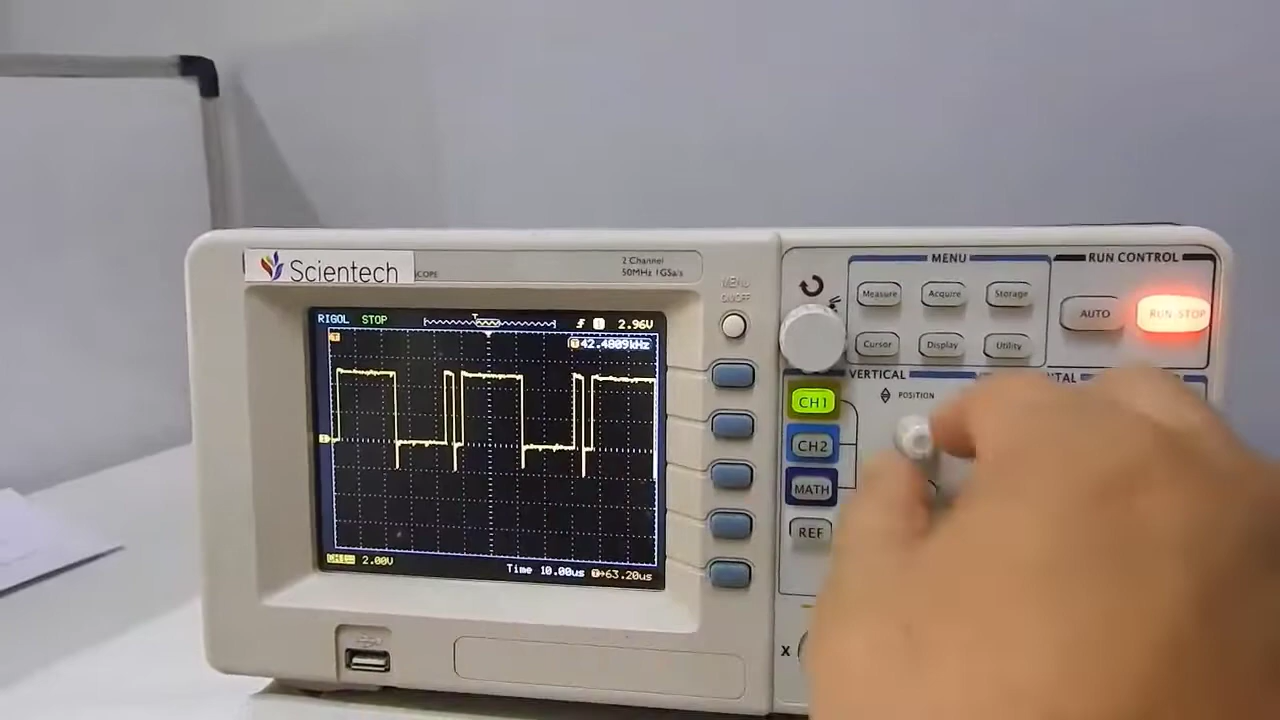 Scientech
SCOPE
2 Channel
50MHz 1GSa/s
MENU
ON/OFF
RIGOL STOP
1 2.96V
42.4809kHz
2.00V
Time 10.00us
63.20us
MENU
RUN CONTROL
Measure
Acquire
Storage
AUTO
RUN STOP
Cursor
Display
Utility
VERTICAL
POSITION
CH1
CH2
MATH
REF
X